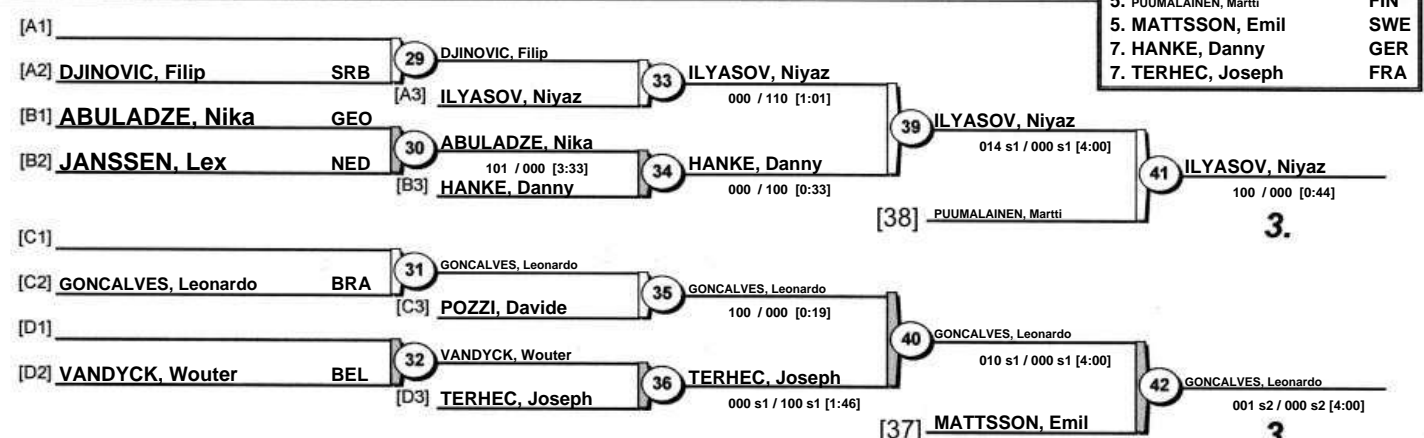 5. PUUMALAINEN, Martti FIN
5. MATTSSON, Emil SWE
7. HANKE, Danny GER
7. TERHEC, Joseph FRA
[A1]
[A2] DJINOVIC, Filip SRB
29 DJINOVIC, Filip
[A3] ILYASOV, Niyaz
33 ILYASOV, Niyaz
000 / 110 [1:01]
[B1] ABULADZE, Nika GEO
[B2] JANSSEN, Lex NED
30 ABULADZE, Nika
101 / 000 [3:33]
[B3] HANKE, Danny
34 HANKE, Danny
000 / 100 [0:33]
39 ILYASOV, Niyaz
014 s1 / 000 s1 [4:00]
[38] PUUMALAINEN, Martti
41 ILYASOV, Niyaz
100 / 000 [0:44]
3.
[C1]
[C2] GONCALVES, Leonardo BRA
31 GONCALVES, Leonardo
[C3] POZZI, Davide
35 GONCALVES, Leonardo
100 / 000 [0:19]
[D1]
[D2] VANDYCK, Wouter BEL
32 VANDYCK, Wouter
[D3] TERHEC, Joseph
36 TERHEC, Joseph
000 s1 / 100 s1 [1:46]
40 GONCALVES, Leonardo
010 s1 / 000 s1 [4:00]
[37] MATTSSON, Emil
42 GONCALVES, Leonardo
001 s2 / 000 s2 [4:00]
3